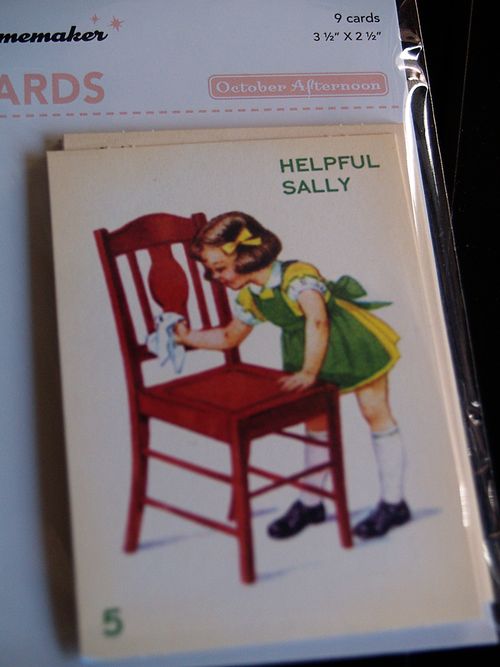 9 cards
memaker
3 ½" X 2 ½"
ARDS
October Afternoon
HELPFUL
SALLY
5